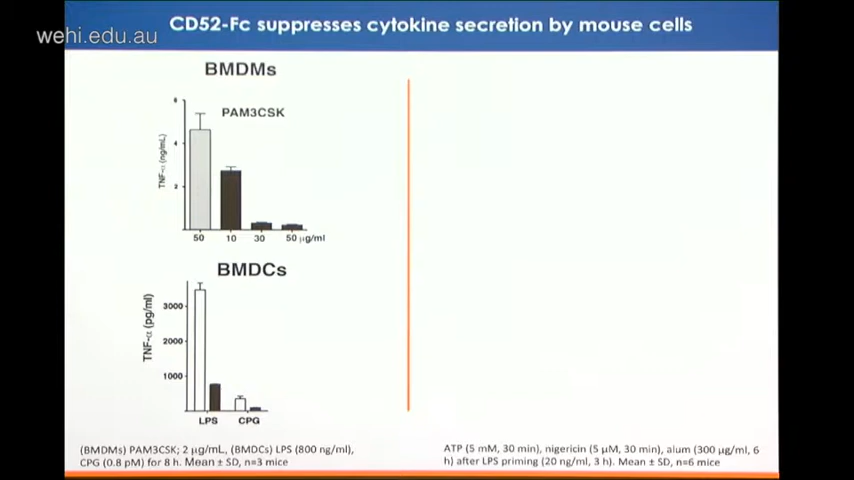 CD52-Fc suppresses cytokine secretion by mouse cells
wehi.edu.au
BMDMs
PAM3CSK
TNF-α (ng/mL)
6
4
2
50 10 30 50 µg/ml
BMDCs
TNF-α (pg/ml)
3000
2000
1000
LPS CPG
(BMDMs) PAM3CSK; 2 µg/mL, (BMDCs) LPS (800 ng/ml),
CPG (0.8 pM) for 8 h. Mean ± SD, n=3 mice
ATP (5 mM, 30 min), nigericin (5 µM, 30 min), alum (300 µg/ml, 6
h) after LPS priming (20 ng/ml, 3 h). Mean ± SD, n=6 mice